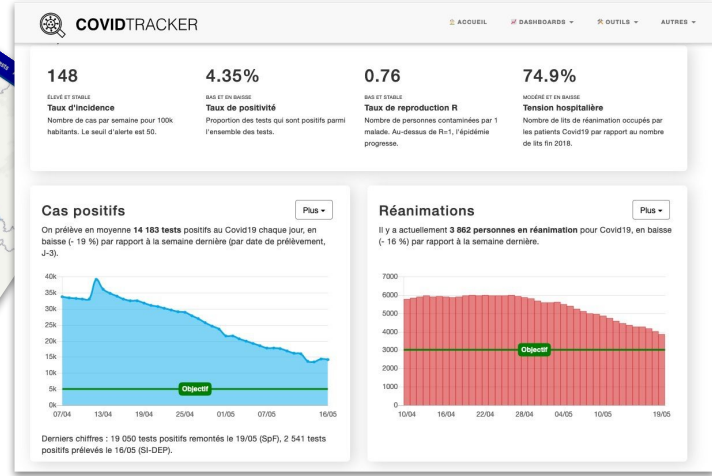 COVIDTRACKER
ACCUEIL
DASHBOARDS
OUTILS
AUTRES
148
ÉLEVÉ ET STABLE
Taux d'incidence
Nombre de cas par semaine pour 100k
habitants. Le seuil d'alerte est 50.
4.35%
BAS ET EN BAISSE
Taux de positivité
Proportion des tests qui sont positifs parmi
l'ensemble des tests.
0.76
BAS ET STABLE
Taux de reproduction R
Nombre de personnes contaminées par 1
malade. Au-dessus de R=1, l'épidémie
progresse.
74.9%
MODÉRÉ ET EN BAISSE
Tension hospitalière
Nombre de lits de réanimation occupés par
les patients Covid19 par rapport au nombre
de lits fin 2018.
Cas positifs
Plus
On prélève en moyenne 14 183 tests positifs au Covid19 chaque jour, en
baisse (- 19 %) par rapport à la semaine dernière (par date de prélèvement,
J-3).
40k
35k
30k
25k
20k
15k
10k
5k
0k
Objectif
07/04 13/04 19/04 25/04 01/05 07/05 16/05
Derniers chiffres : 19 050 tests positifs remontés le 19/05 (SpF), 2 541 tests
positifs prélevés le 16/05 (SI-DEP).
Réanimations
Plus
Il y a actuellement 3 862 personnes en réanimation pour Covid19, en baisse
(- 16 %) par rapport à la semaine dernière.
7000
6000
5000
4000
3000
2000
1000
0
Objectif
10/04 16/04 22/04 28/04 04/05 10/05 19/05